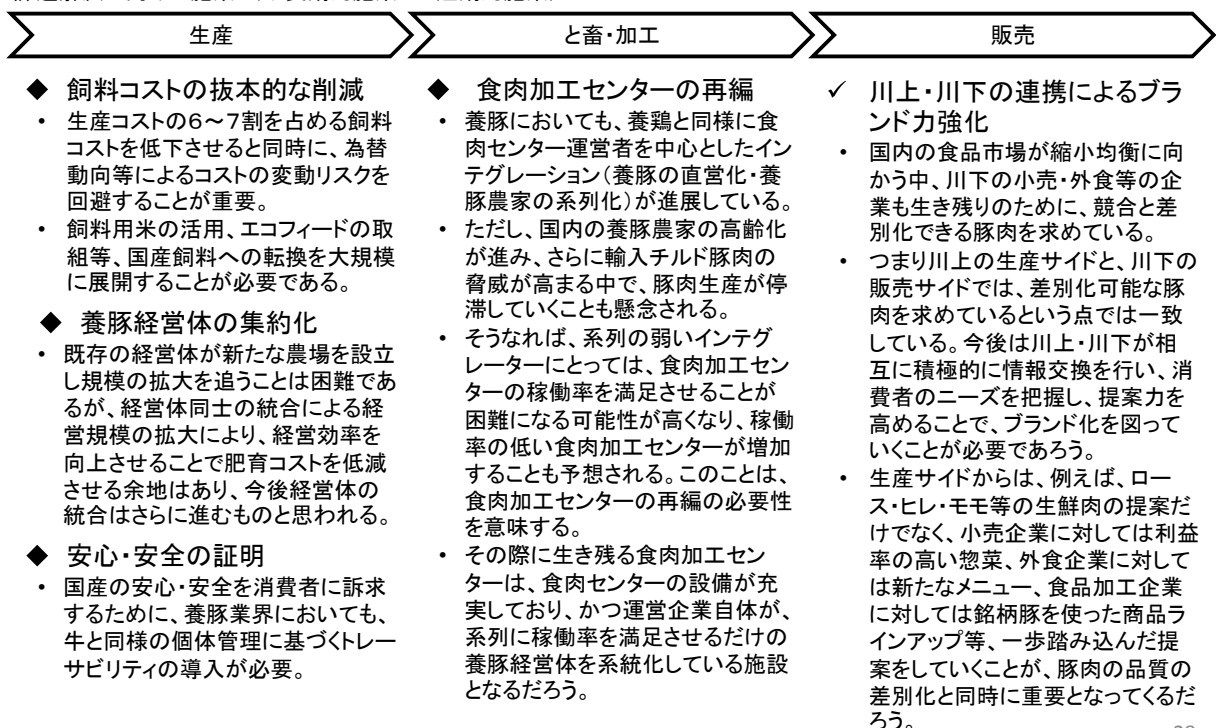 生産
と畜・加工
販売
◆ 飼料コストの抜本的な削減
・ 生産コストの6～7割を占める飼料
コストを低下させると同時に、為替
動向等によるコストの変動リスクを
回避することが重要。
・ 飼料用米の活用、エコフィードの取
組等、国産飼料への転換を大規模
に展開することが必要である。
◆ 養豚経営体の集約化
・ 既存の経営体が新たな農場を設立
し規模の拡大を追うことは困難であ
るが、経営体同士の統合による経
営規模の拡大により、経営効率を
向上させることで肥育コストを低減
させる余地はあり、今後経営体の
統合はさらに進むものと思われる。
◆ 安心・安全の証明
・ 国産の安心・安全を消費者に訴求
するために、養豚業界においても、
牛と同様の個体管理に基づくトレー
サビリティの導入が必要。
◆ 食肉加工センターの再編
・ 養豚においても、養鶏と同様に食
肉センター運営者を中心としたイン
テグレーション（養豚の直営化・養
豚農家の系列化）が進展している。
・ ただし、国内の養豚農家の高齢化
が進み、さらに輸入チルド豚肉の
脅威が高まる中で、豚肉生産が停
滞していくことも懸念される。
・ そうなれば、系列の弱いインテグ
レーターにとっては、食肉加工セン
ターの稼働率を満足させることが
困難になる可能性が高くなり、稼働
率の低い食肉加工センターが増加
することも予想される。このことは、
食肉加工センターの再編の必要性
を意味する。
・ その際に生き残る食肉加工セン
ターは、食肉センターの設備が充
実しており、かつ運営企業自体が、
系列に稼働率を満足させるだけの
養豚経営体を系統化している施設
となるだろう。
✓ 川上・川下の連携によるブラ
ンド力強化
・ 国内の食品市場が縮小均衡に向
かう中、川下の小売・外食等の企
業も生き残りのために、競合と差
別化できる豚肉を求めている。
・ つまり川上の生産サイドと、川下の
販売サイドでは、差別化可能な豚
肉を求めているという点では一致
している。今後は川上・川下が相
互に積極的に情報交換を行い、消
費者のニーズを把握し、提案力を
高めることで、ブランド化を図って
いくことが必要であろう。
・ 生産サイドからは、例えば、ロー
ス・ヒレ・モモ等の生鮮肉の提案だ
けでなく、小売企業に対しては利益
率の高い惣菜、外食企業に対して
は新たなメニュー、食品加工企業
に対しては銘柄豚を使った商品ラ
インアップ等、一歩踏み込んだ提
案をしていくことが、豚肉の品質の
差別化と同時に重要となってくるだ
ろう。